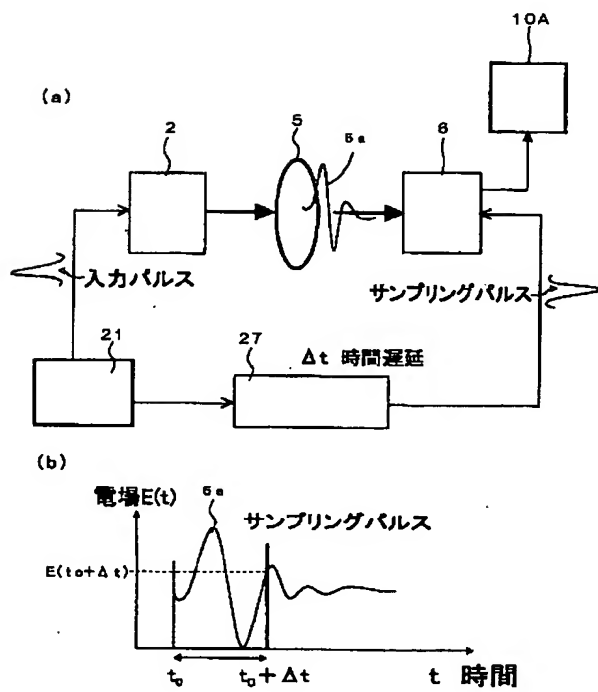 10A
(a)
2
5
5a
6
入力パルス
サンプリングパルス
21
27
Δt 時間遅延
(b)
電場E(t)
5a
サンプリングパルス
E(t₀+Δt)
t₀
t₀+Δt
t 時間